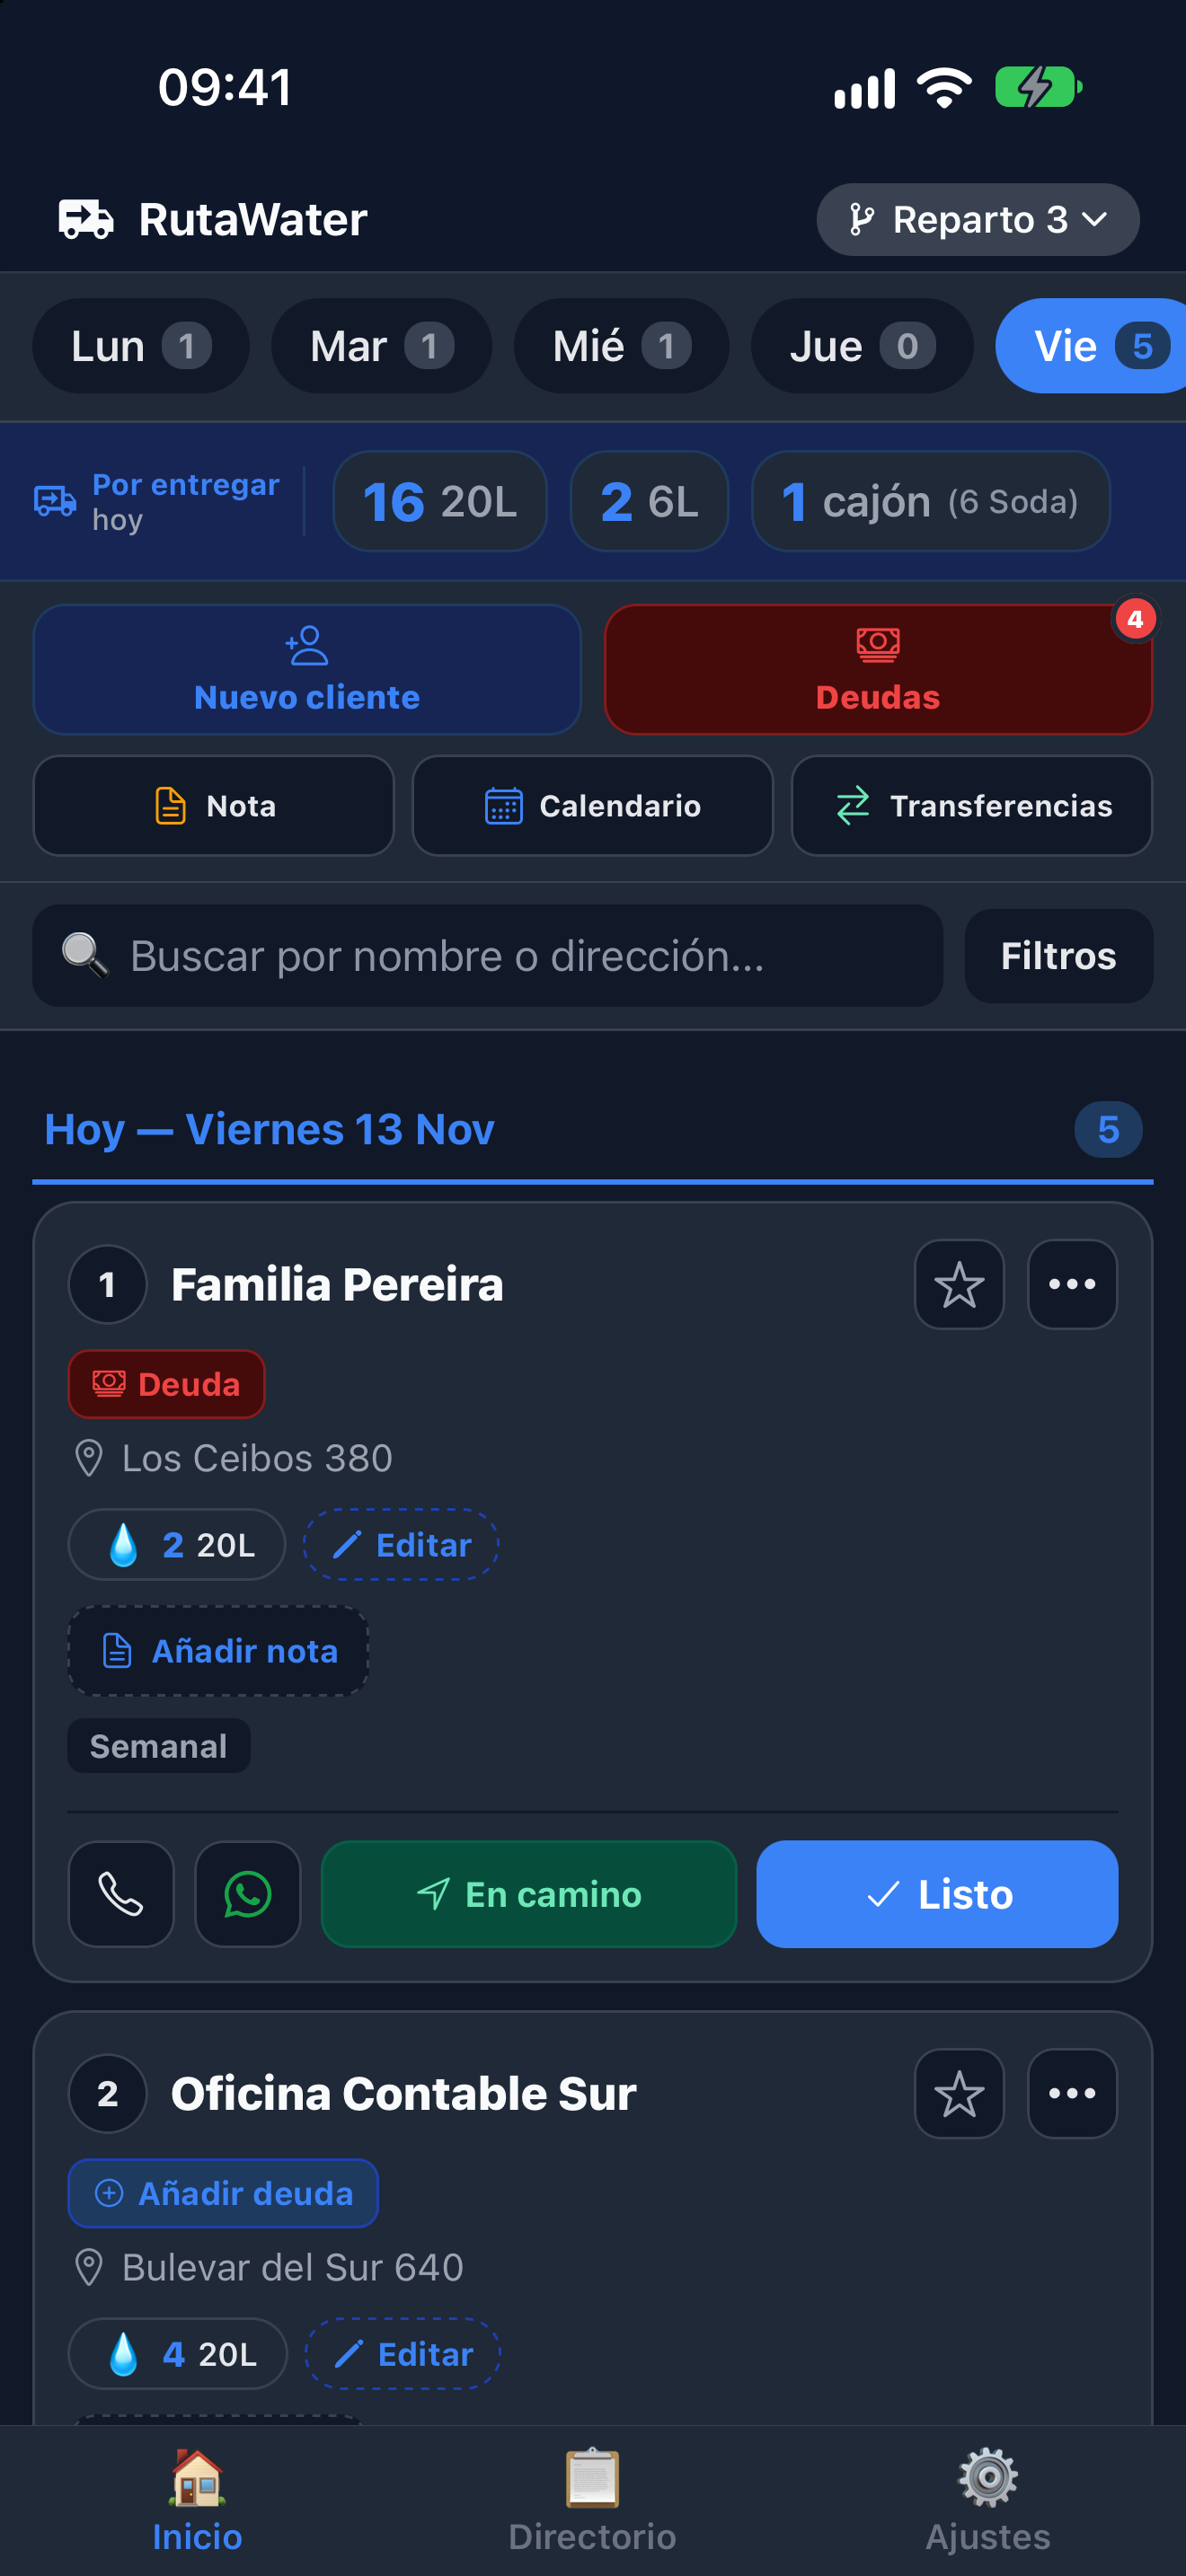 09:41
RutaWater
Reparto 3
Lun 1 Mar 1 Mié 1 Jue 0 Vie 5
Por entregar
hoy
16 20L 2 6L 1 cajón (6 Soda)
Nuevo cliente
Deudas 4
Nota Calendario Transferencias
Buscar por nombre o dirección... Filtros
Hoy — Viernes 13 Nov 5
1 Familia Pereira
Deuda
Los Ceibos 380
2 20L Editar
Añadir nota
Semanal
En camino Listo
2 Oficina Contable Sur
Añadir deuda
Bulevar del Sur 640
4 20L Editar
Inicio Directorio Ajustes